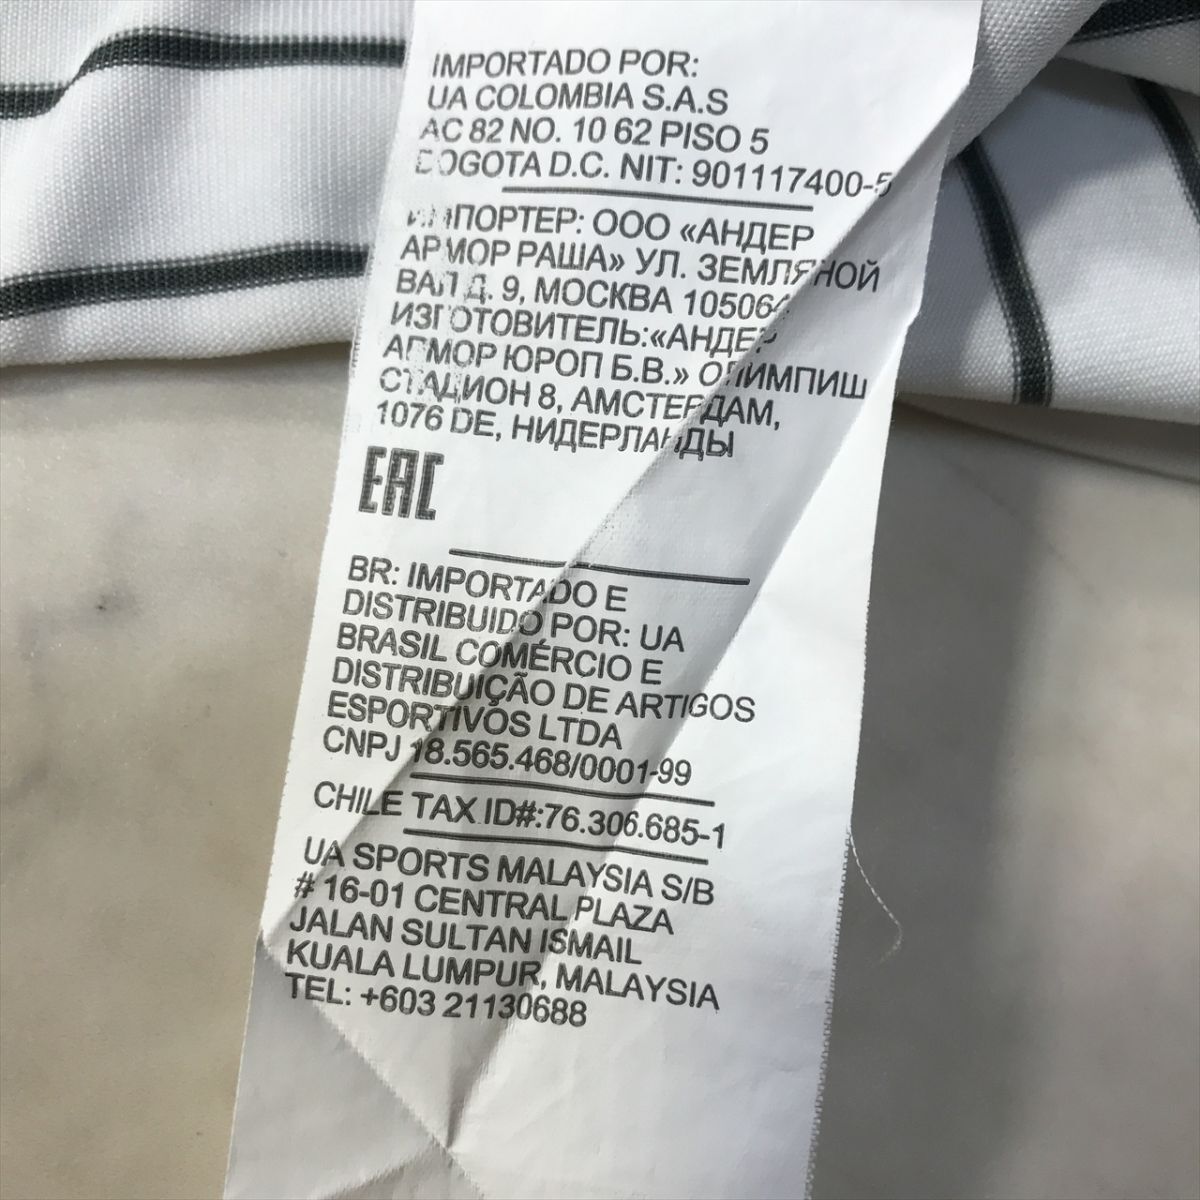 IMPORTADO POR:
UA COLOMBIA S.A.S
AC 82 NO. 10 62 PISO 5
BOGOTA D.C. NIT: 901117400-5
ИМПОРТЕР: ООО «АНДЕР
АРМОР РАША» УЛ. ЗЕМЛЯНОЙ
ВАЛ Д. 9, МОСКВА 105064
ИЗГОТОВИТЕЛЬ:«АНДЕР
АРМОР ЮРОП Б.В.» ОЛИМПИШ
СТАДИОН 8, АМСТЕРДАМ,
1076 DE, НИДЕРЛАНДЫ
EAC
BR: IMPORTADO E
DISTRIBUIDO POR: UA
BRASIL COMÉRCIO E
DISTRIBUIÇÃO DE ARTIGOS
ESPORTIVOS LTDA
CNPJ 18.565.468/0001-99
CHILE TAX ID#:76.306.685-1
UA SPORTS MALAYSIA S/B
# 16-01 CENTRAL PLAZA
JALAN SULTAN ISMAIL
KUALA LUMPUR, MALAYSIA
TEL: +603 21130688